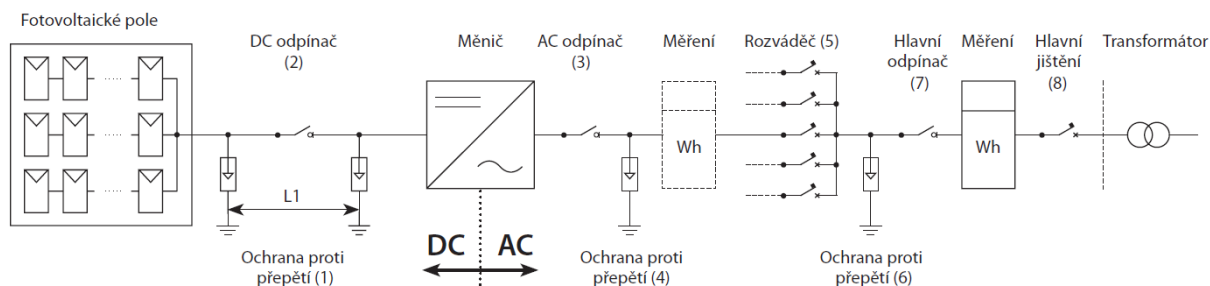 Fotovoltaické pole
DC odpínač
(2)
Měnič
AC odpínač
(3)
Měření
Rozváděč (5)
Hlavní
odpínač
(7)
Měření
Hlavní
jištění
(8)
Transformátor
Wh
Wh
L1
DC
AC
Ochrana proti
přepětí (1)
Ochrana proti
přepětí (4)
Ochrana proti
přepětí (6)